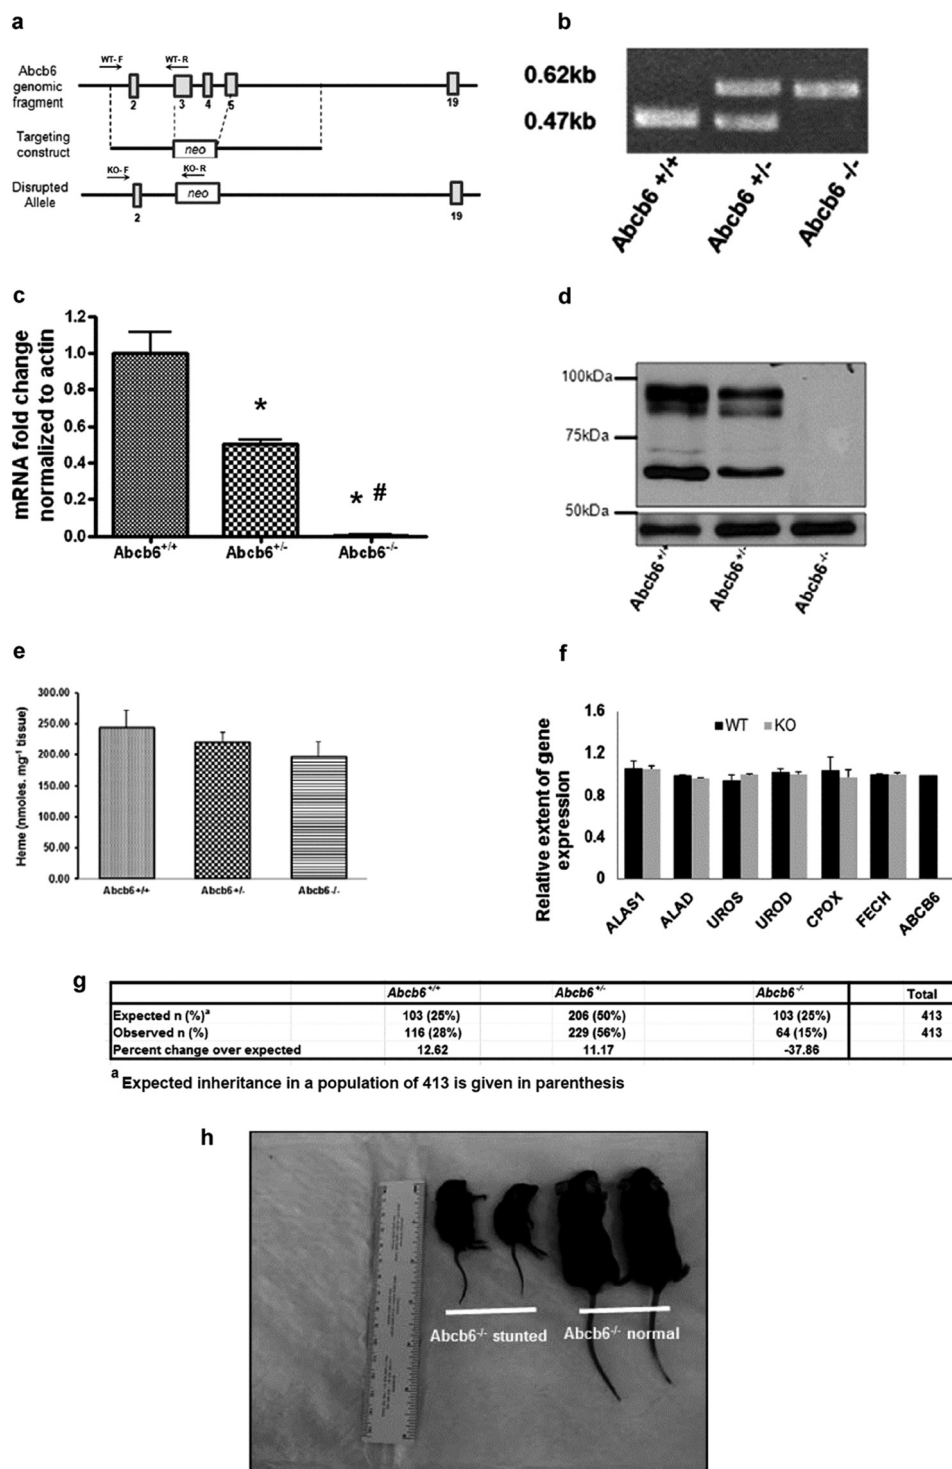 a
WT-F
WT-R
Abcb6
genomic
fragment
2
3
4
5
19
Targeting
construct
neo
KO-F
KO-R
Disrupted
Allele
neo
2
19
b
0.62kb
0.47kb
Abcb6 +/+
Abcb6 +/-
Abcb6 -/-
c
mRNA fold change
normalized to actin
1.2
1.0
0.8
0.6
0.4
0.2
0.0
*
* #
Abcb6+/+
Abcb6+/-
Abcb6-/-
d
100kDa
75kDa
50kDa
Abcb6+/+
Abcb6+/-
Abcb6-/-
e
Heme (nmoles. mg-1 tissue)
300.00
250.00
200.00
150.00
100.00
50.00
0.00
Abcb6+/+
Abcb6+/-
Abcb6-/-
f
Relative extent of gene
expression
1.6
1.2
0.8
0.4
0
WT KO
ALAS1
ALAD
UROS
UROD
CPOX
FECH
ABCB6
g
Abcb6+/+ Abcb6+/- Abcb6-/- Total
Expected n (%)a 103 (25%) 206 (50%) 103 (25%) 413
Observed n (%) 116 (28%) 229 (56%) 64 (15%) 413
Percent change over expected 12.62 11.17 -37.86
a Expected inheritance in a population of 413 is given in parenthesis
h
Abcb6-/- stunted
Abcb6-/- normal